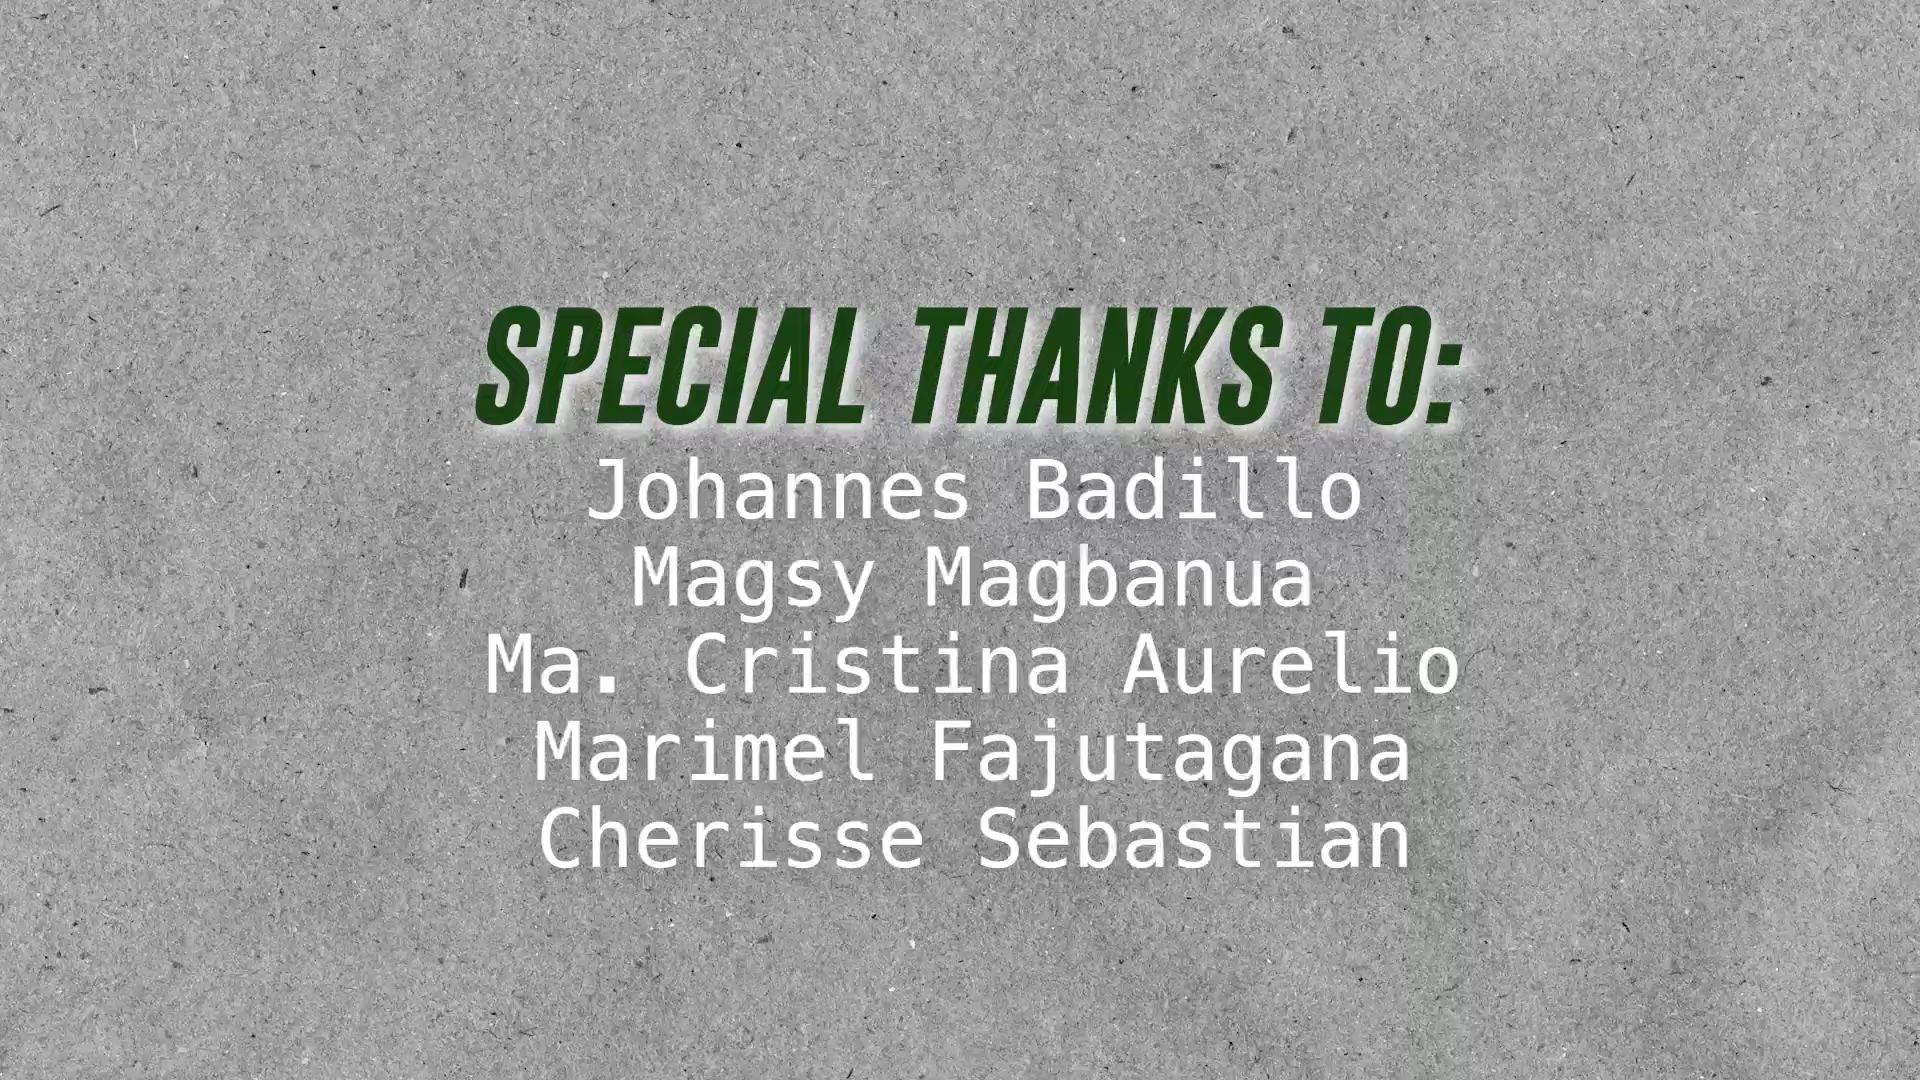 SPECIAL THANKS TO:
Johannes Badillo
Magsy Magbanua
Ma. Cristina Aurelio
Marimel Fajutagana
Cherisse Sebastian